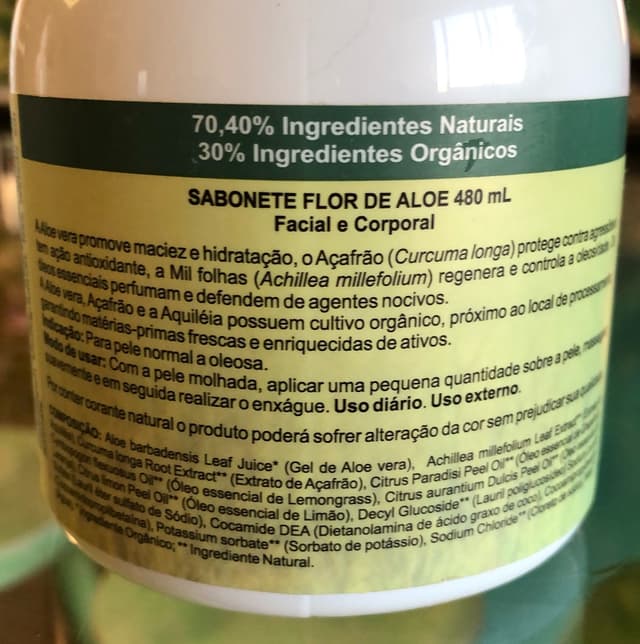 70,40% Ingredientes Naturais
30% Ingredientes Orgânicos
SABONETE FLOR DE ALOE 480 mL
Facial e Corporal
A Aloe vera promove maciez e hidratação, o Açafrão (Curcuma longa) protege contra
tem ação antioxidante, a Mil folhas (Achillea millefolium) regenera e controla a oleosidade.
óleos essenciais perfumam e defendem de agentes nocivos.
A Aloe vera, Açafrão e a Aquiléia possuem cultivo orgânico, próximo ao local de
garantindo matérias-primas frescas e enriquecidas de ativos.
Indicação: Para pele normal a oleosa.
Modo de usar: Com a pele molhada, aplicar uma pequena quantidade sobre a pele,
suavemente e em seguida realizar o enxágue. Uso diário. Uso externo.
Por conter corante natural o produto poderá sofrer alteração da cor sem prejudicar sua
COMPOSIÇÃO: Aloe barbadensis Leaf Juice* (Gel de Aloe vera), Achillea millefolium Leaf Extract*
Curcuma longa Root Extract** (Extrato de Açafrão), Citrus Paradisi Peel Oil** (Óleo essencial de
Oil** (Óleo essencial de Lemongrass), Citrus aurantium Dulcis Peel Oil**
Citrus limon Peel Oil** (Óleo essencial de Limão), Decyl Glucoside** (Lauril poliglucosídeo)
(Lauril éter sulfato de Sódio), Cocamide DEA (Dietanolamina de ácido graxo de coco),
Potassium sorbate** (Sorbato de potássio), Sodium Chloride**
*Ingrediente Orgânico; ** Ingrediente Natural.